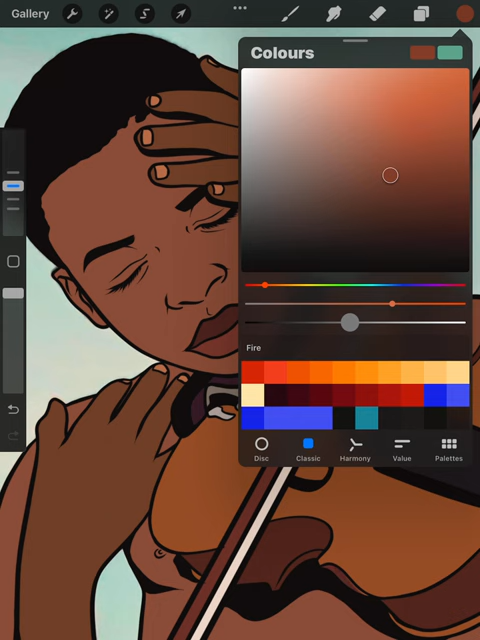 Gallery
Colours
Fire
Disc
Classic
Harmony
Value
Palettes